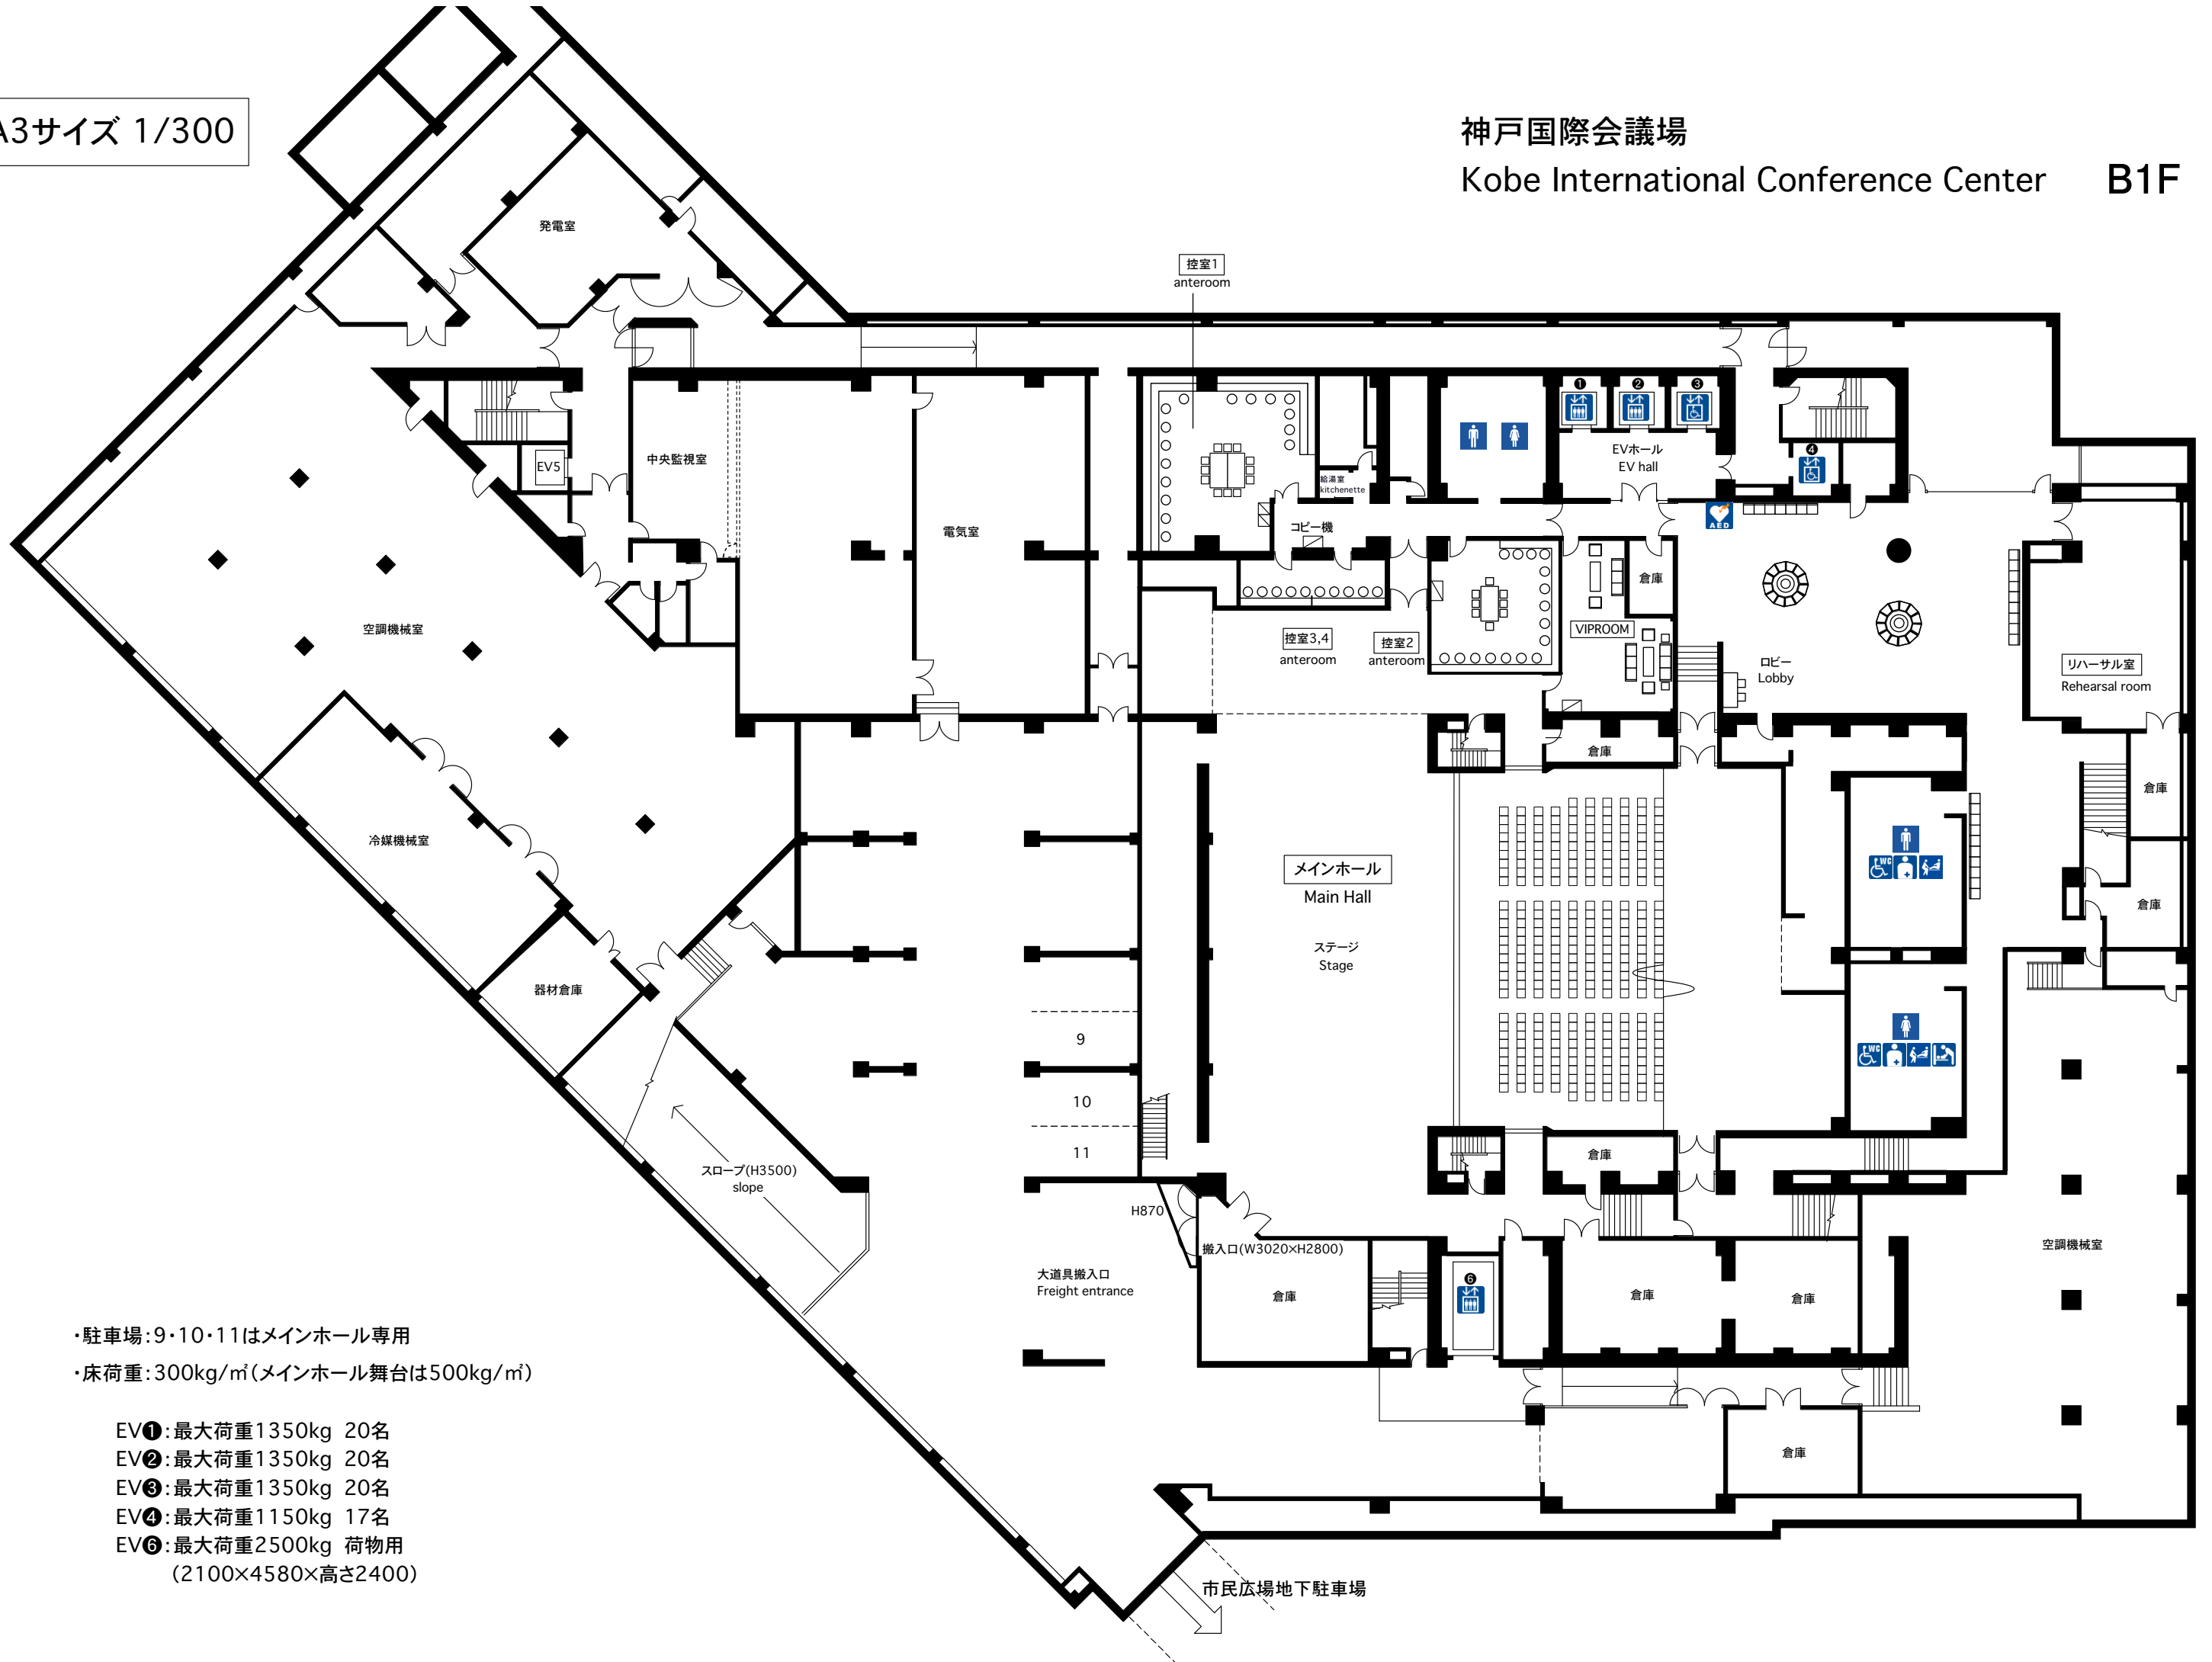 A3サイズ 1/300
神戸国際会議場
Kobe International Conference Center B1F
発電室
控室1
anteroom
❶
❷
❸
EVホール
EV hall
❹
EV5
中央監視室
給湯室
kitchenette
コピー機
電気室
AED
倉庫
空調機械室
控室3,4
anteroom
控室2
anteroom
VIPROOM
ロビー
Lobby
リハーサル室
Rehearsal room
倉庫
倉庫
冷媒機械室
メインホール
Main Hall
WC
倉庫
ステージ
Stage
器材倉庫
9
WC
10
11
倉庫
スロープ(H3500)
slope
H870
搬入口(W3020×H2800)
空調機械室
大道具搬入口
Freight entrance
倉庫
❻
倉庫
倉庫
倉庫
・駐車場:9・10・11はメインホール専用
・床荷重:300kg/㎡(メインホール舞台は500kg/㎡)
EV❶:最大荷重1350kg 20名
EV❷:最大荷重1350kg 20名
EV❸:最大荷重1350kg 20名
EV❹:最大荷重1150kg 17名
EV❻:最大荷重2500kg 荷物用
(2100×4580×高さ2400)
市民広場地下駐車場